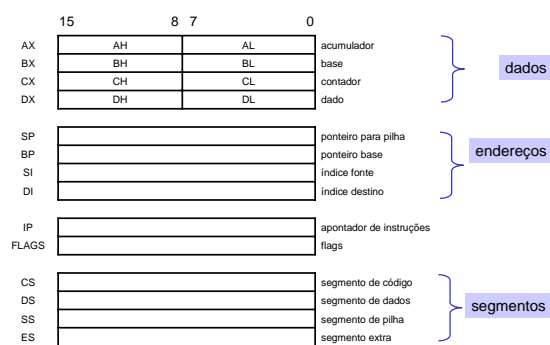 15 8 7 0
AX AH AL acumulador
BX BH BL base
CX CH CL contador
DX DH DL dado
dados
SP ponteiro para pilha
BP ponteiro base
SI índice fonte
DI índice destino
endereços
IP apontador de instruções
FLAGS flags
CS segmento de código
DS segmento de dados
SS segmento de pilha
ES segmento extra
segmentos